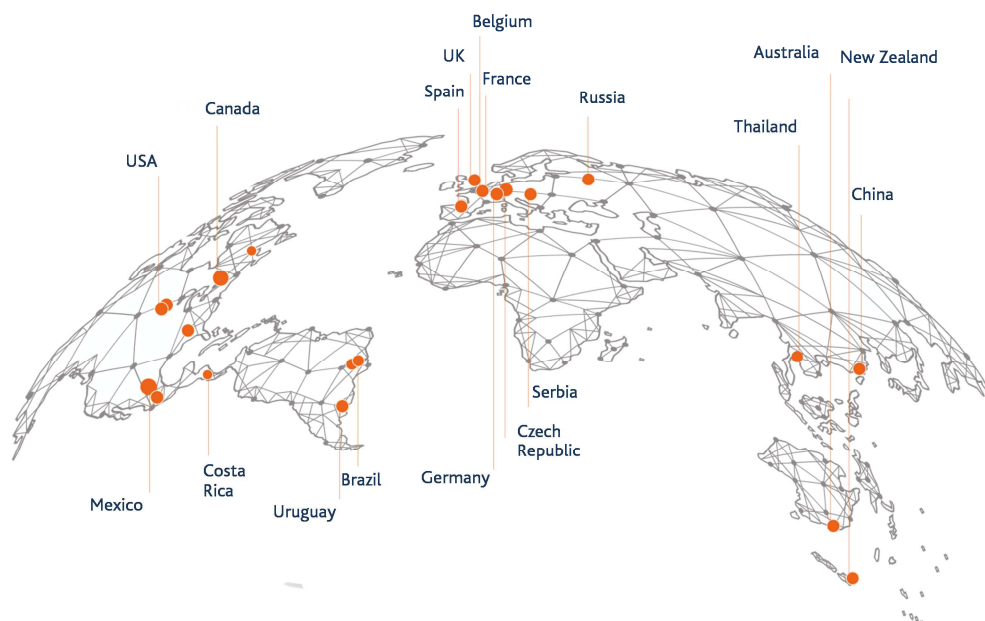 Belgium
UK
France
Spain
Australia
New Zealand
Russia
Canada
Thailand
USA
China
Serbia
Czech
Republic
Germany
Costa
Rica
Brazil
Mexico
Uruguay